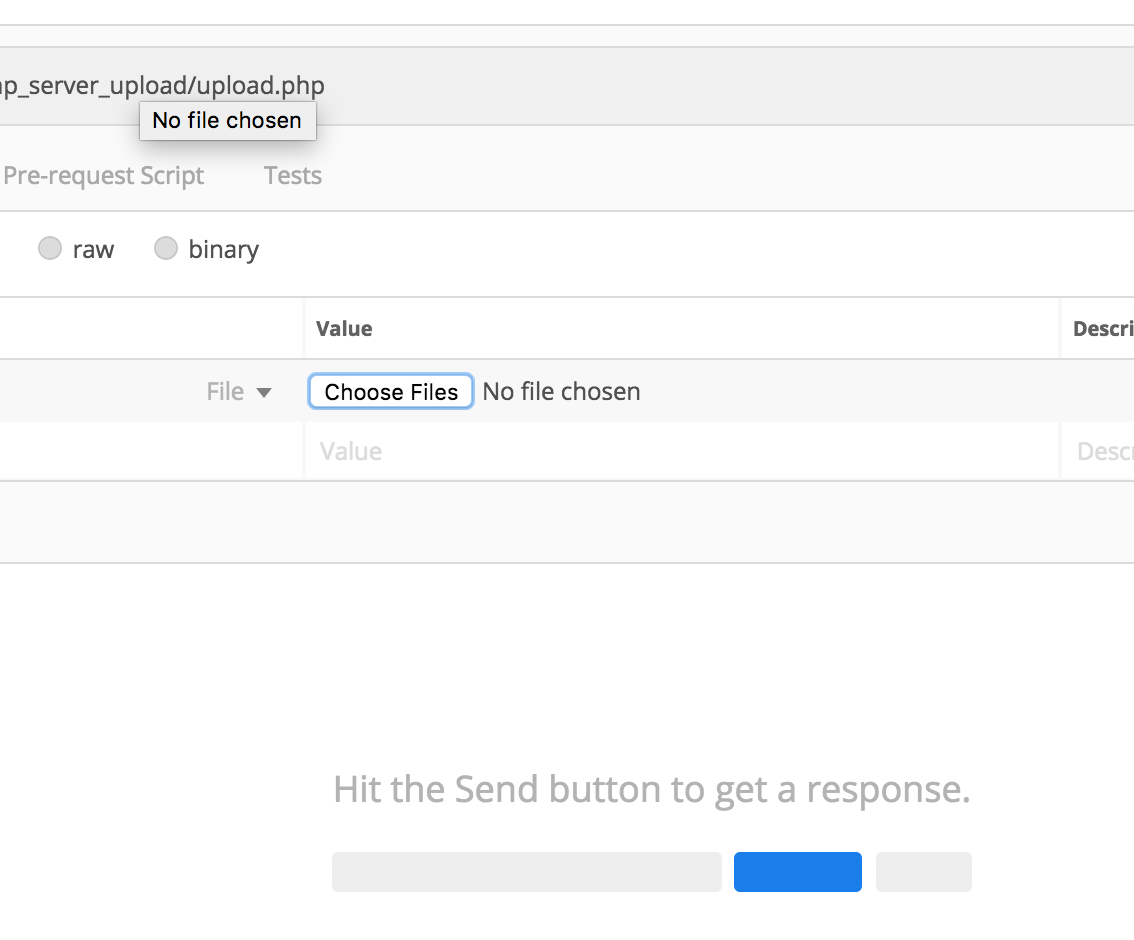 p_server_upload/upload.php
No file chosen
Pre-request Script Tests
raw binary
Value Descri
File Choose Files No file chosen
Value Descr
Hit the Send button to get a response.